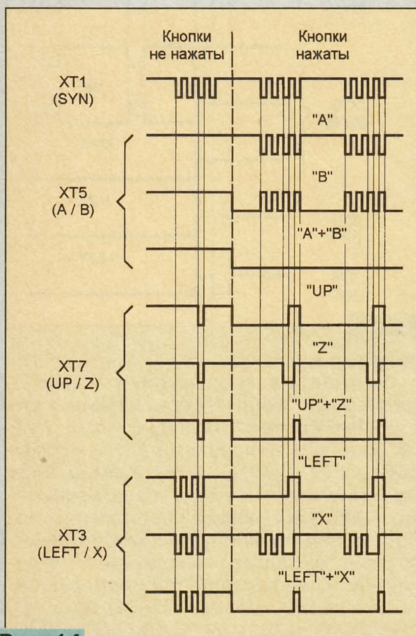 Кнопки не нажаты
Кнопки нажаты
XT1
(SYN)
"A"
"B"
XT5
(A / B)
"A"+"B"
"UP"
"Z"
XT7
(UP / Z)
"UP"+"Z"
"LEFT"
"X"
XT3
(LEFT / X)
"LEFT"+"X"